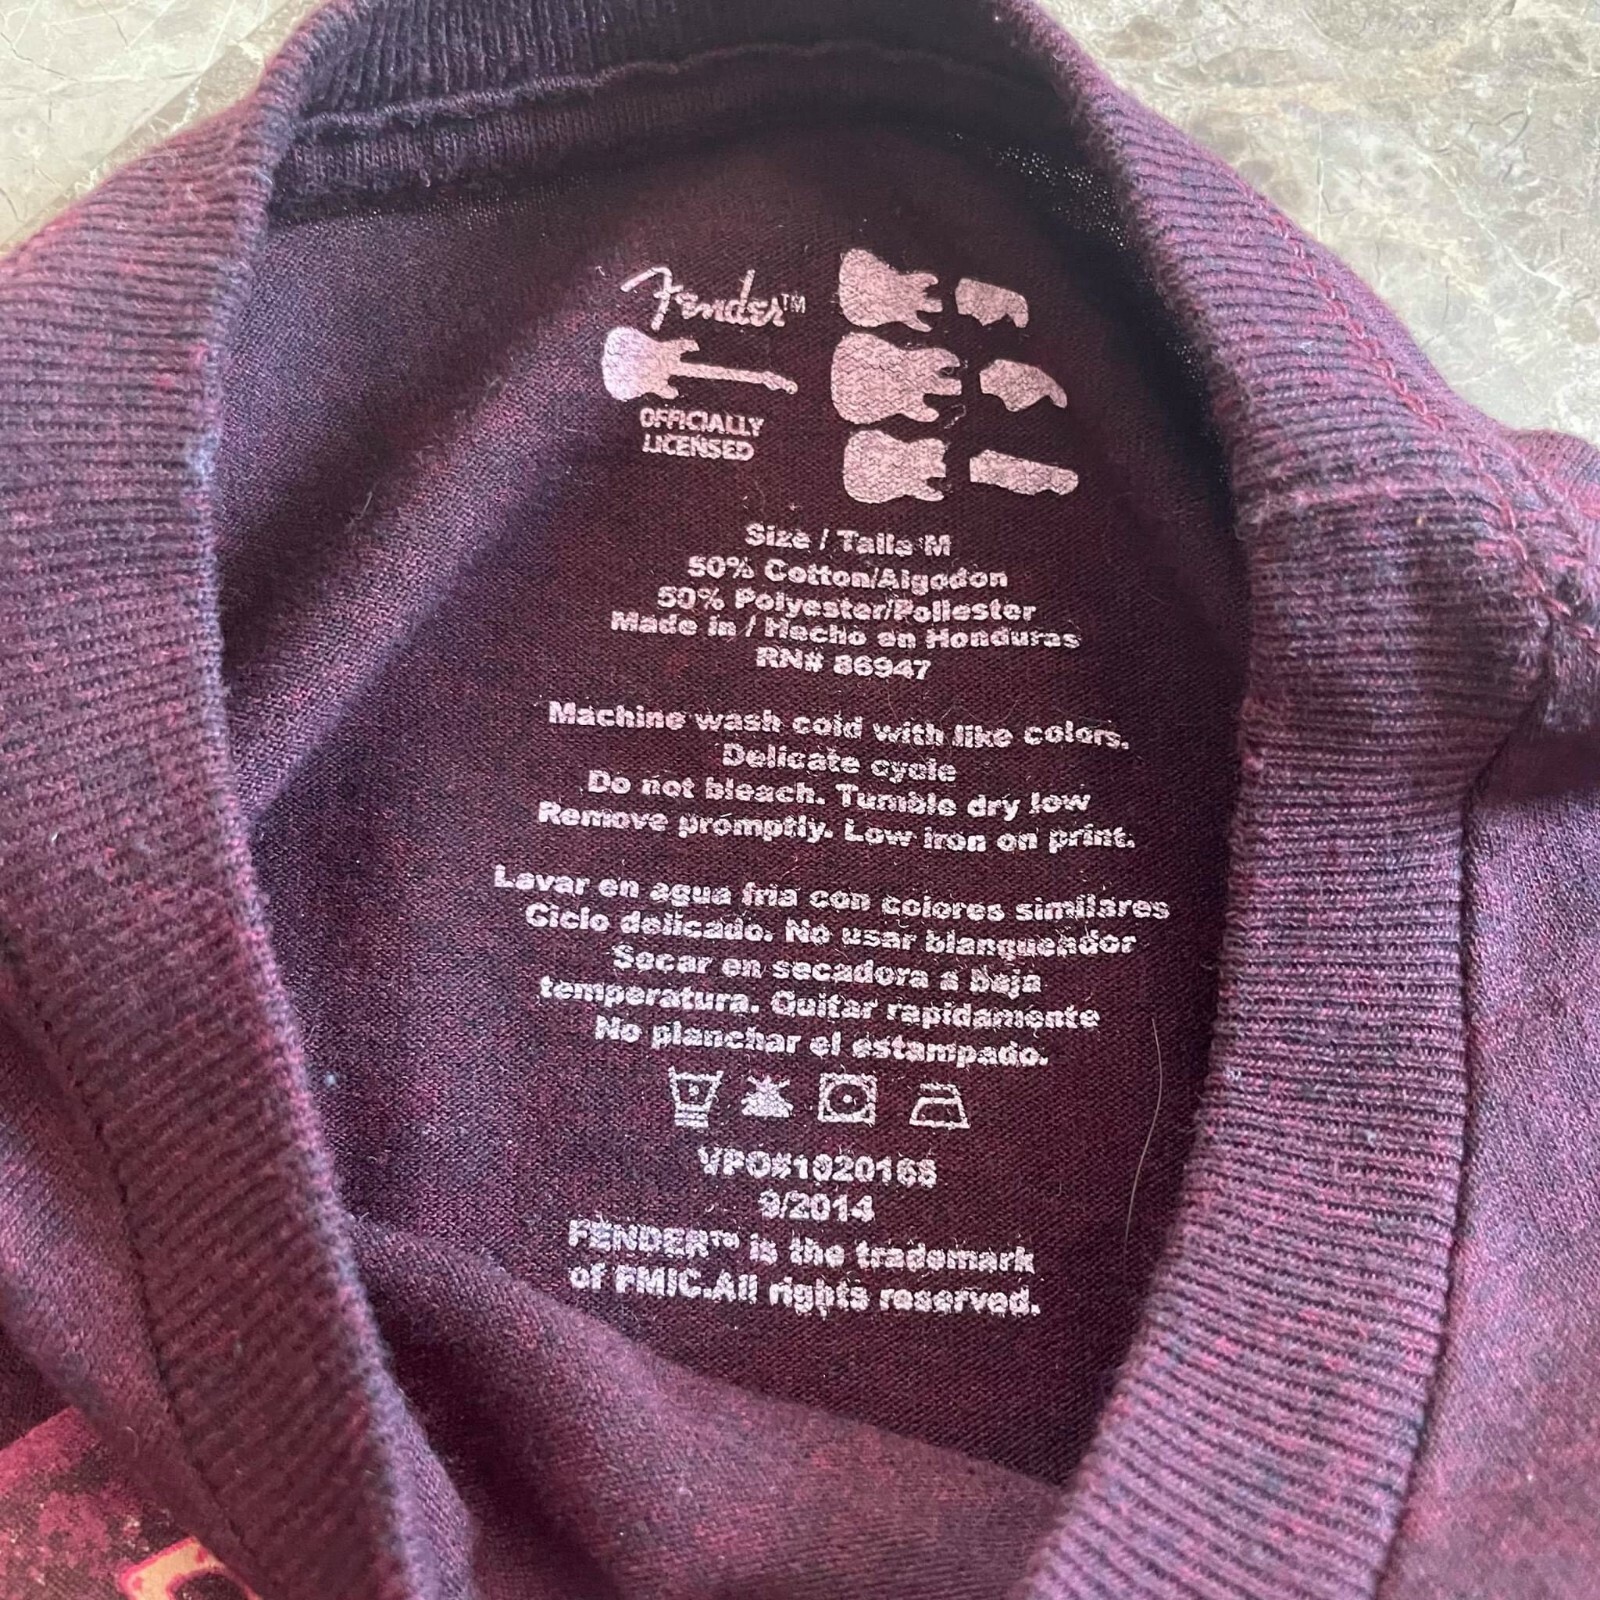 Fender™
OFFICIALLY
LICENSED
Size / Talla M
50% Cotton/Algodon
50% Polyester/Poliester
Made in / Hecho en Honduras
RN# 86947
Machine wash cold with like colors.
Delicate cycle
Do not bleach. Tumble dry low
Remove promptly. Low iron on print.
Lavar en agua fria con colores similares
Ciclo delicado. No usar blanqueador
Secar en secadora a baja
temperatura. Quitar rapidamente
No planchar el estampado.
VPO#1020168
9/2014
FENDER™ is the trademark
of FMIC.All rights reserved.